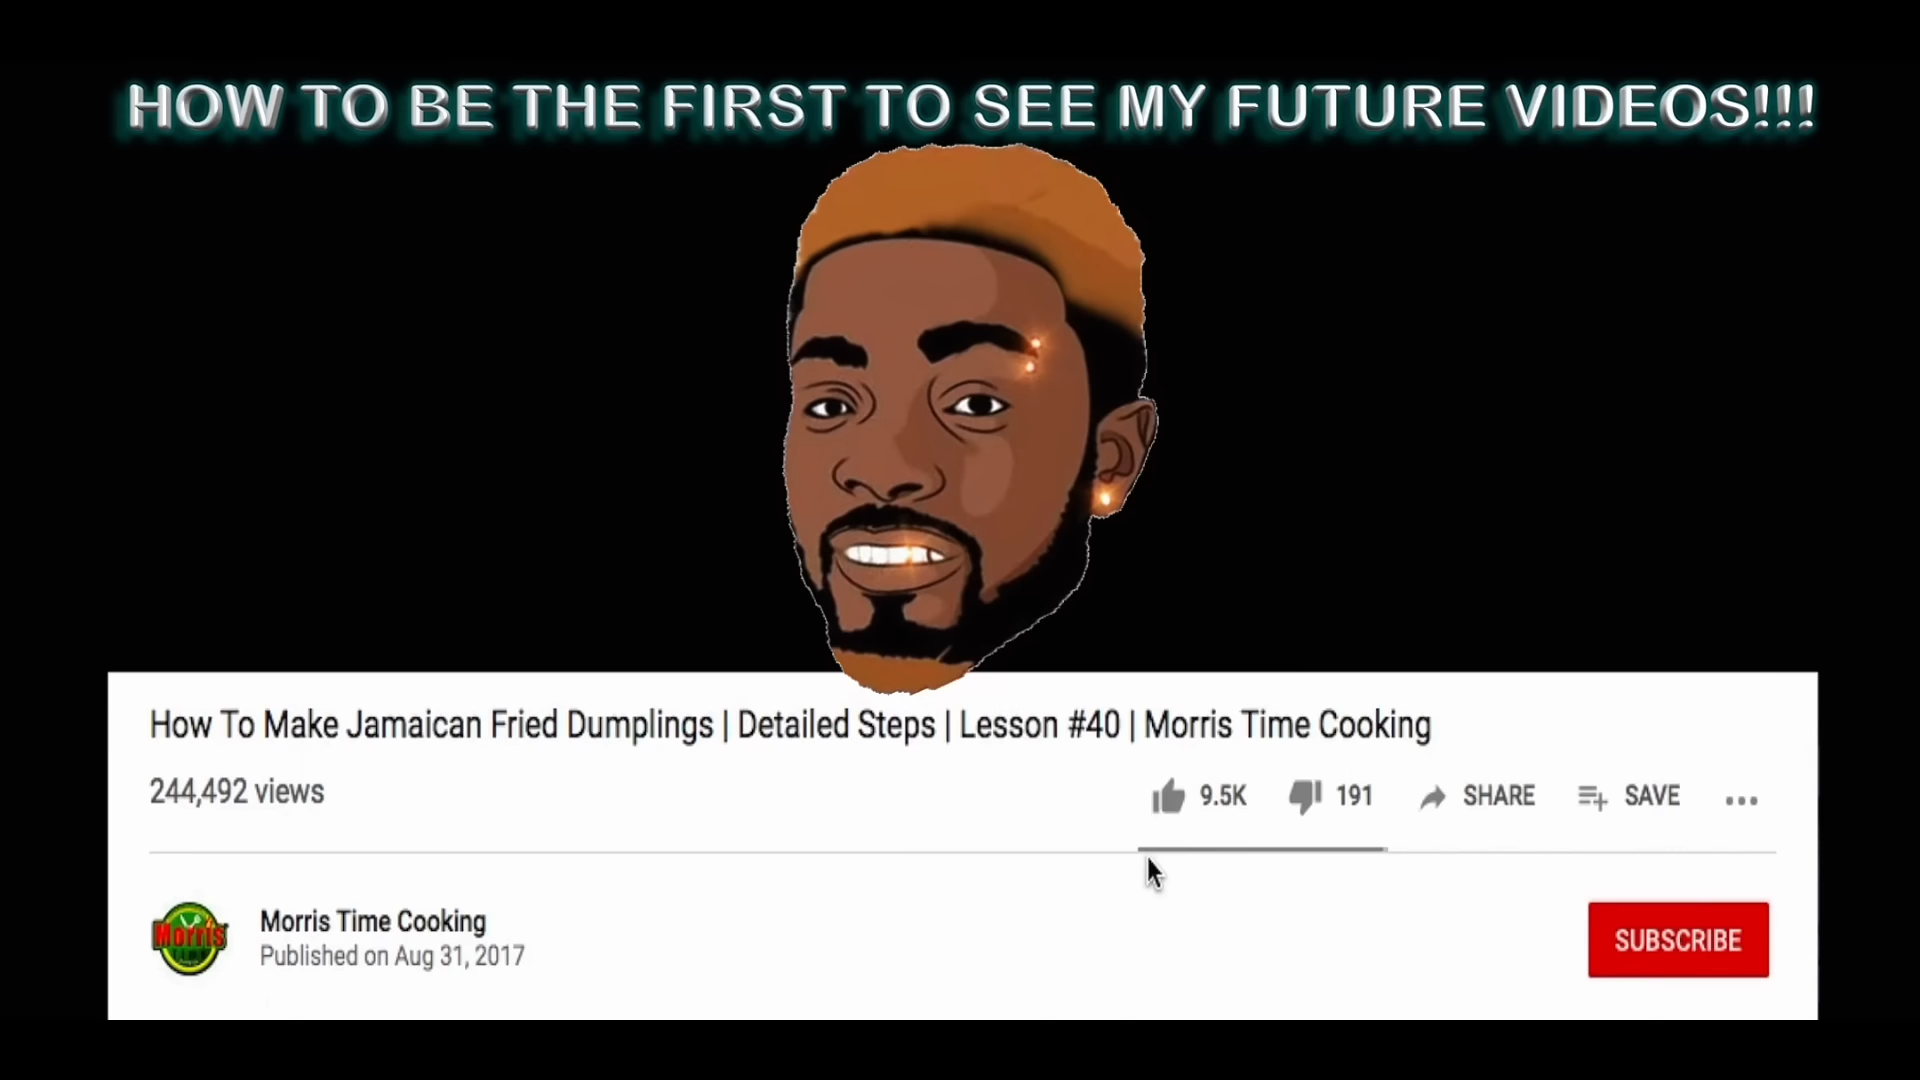 HOW TO BE THE FIRST TO SEE MY FUTURE VIDEOS!!!
How To Make Jamaican Fried Dumplings | Detailed Steps | Lesson #40 | Morris Time Cooking
244,492 views
9.5K 191 SHARE SAVE
Morris
Morris Time Cooking
Published on Aug 31, 2017
SUBSCRIBE